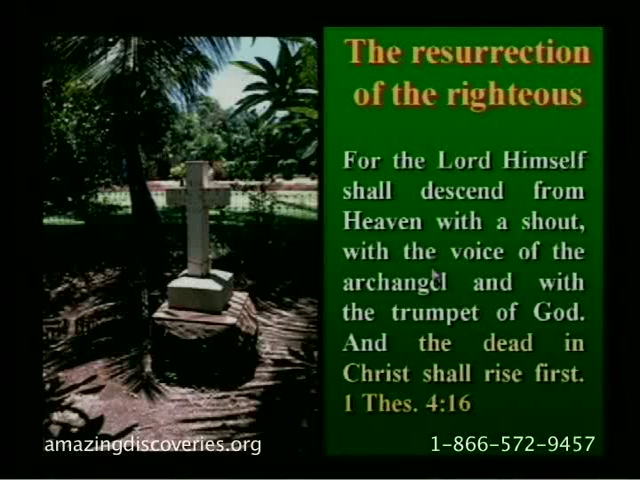 The resurrection
of the righteous
For the Lord Himself
shall descend from
Heaven with a shout,
with the voice of the
archangel and with
the trumpet of God.
And the dead in
Christ shall rise first.
1 Thes. 4:16
amazingdiscoveries.org
1-866-572-9457